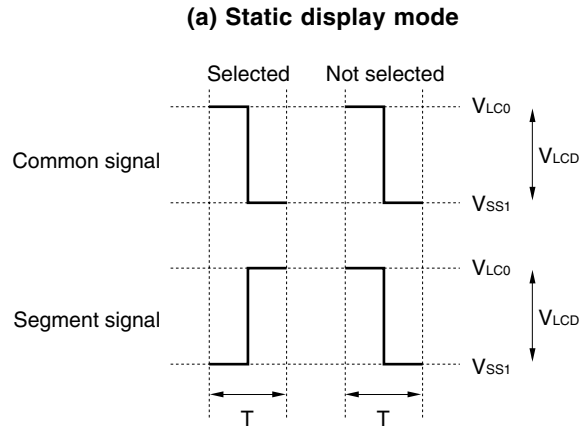 (a) Static display mode
Selected Not selected
VLC0
Common signal
VLCD
VSS1
VLC0
Segment signal
VLCD
VSS1
T T